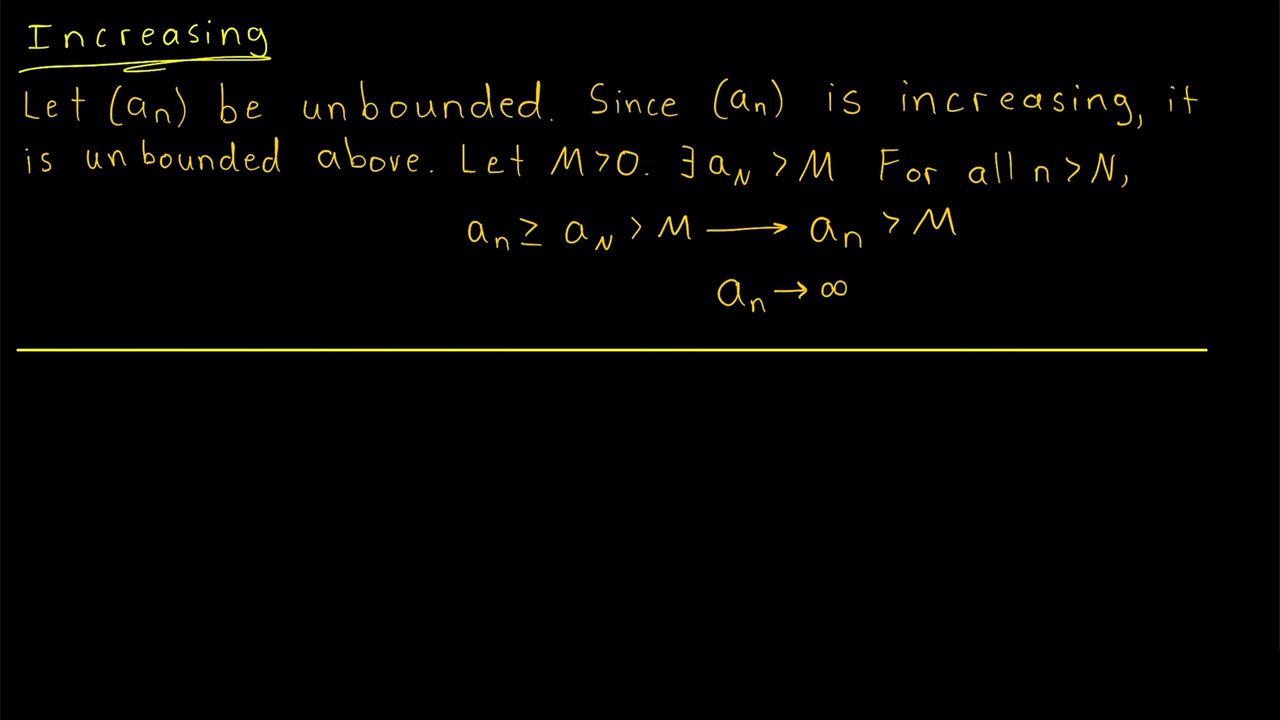 Increasing
Let (aₙ) be unbounded. Since (aₙ) is increasing, it
is unbounded above. Let M>0. ∃ a_N > M For all n > N,
aₙ ≥ a_N > M ⟶ aₙ > M
aₙ → ∞